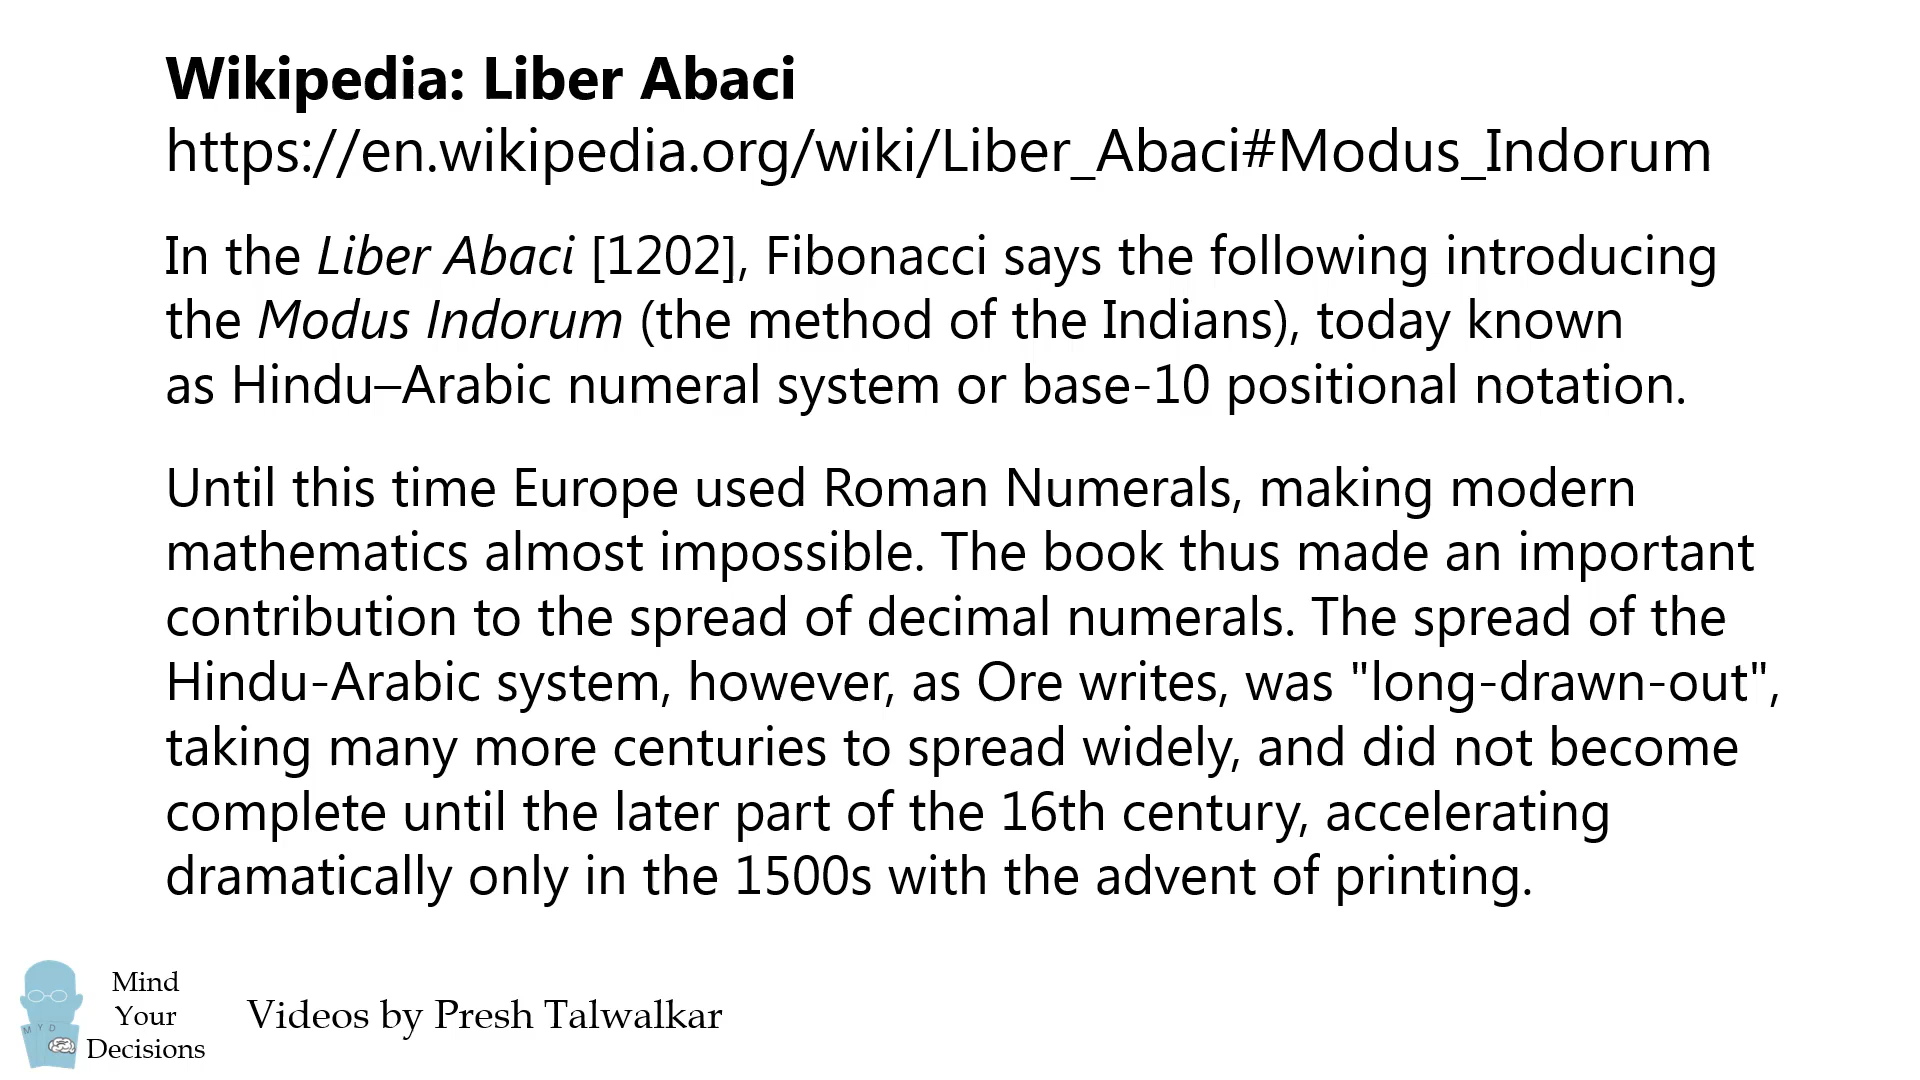 Wikipedia: Liber Abaci
https://en.wikipedia.org/wiki/Liber_Abaci#Modus_Indorum
In the Liber Abaci [1202], Fibonacci says the following introducing
the Modus Indorum (the method of the Indians), today known
as Hindu–Arabic numeral system or base-10 positional notation.
Until this time Europe used Roman Numerals, making modern
mathematics almost impossible. The book thus made an important
contribution to the spread of decimal numerals. The spread of the
Hindu-Arabic system, however, as Ore writes, was "long-drawn-out",
taking many more centuries to spread widely, and did not become
complete until the later part of the 16th century, accelerating
dramatically only in the 1500s with the advent of printing.
Mind
Your
Decisions
M Y D
Videos by Presh Talwalkar